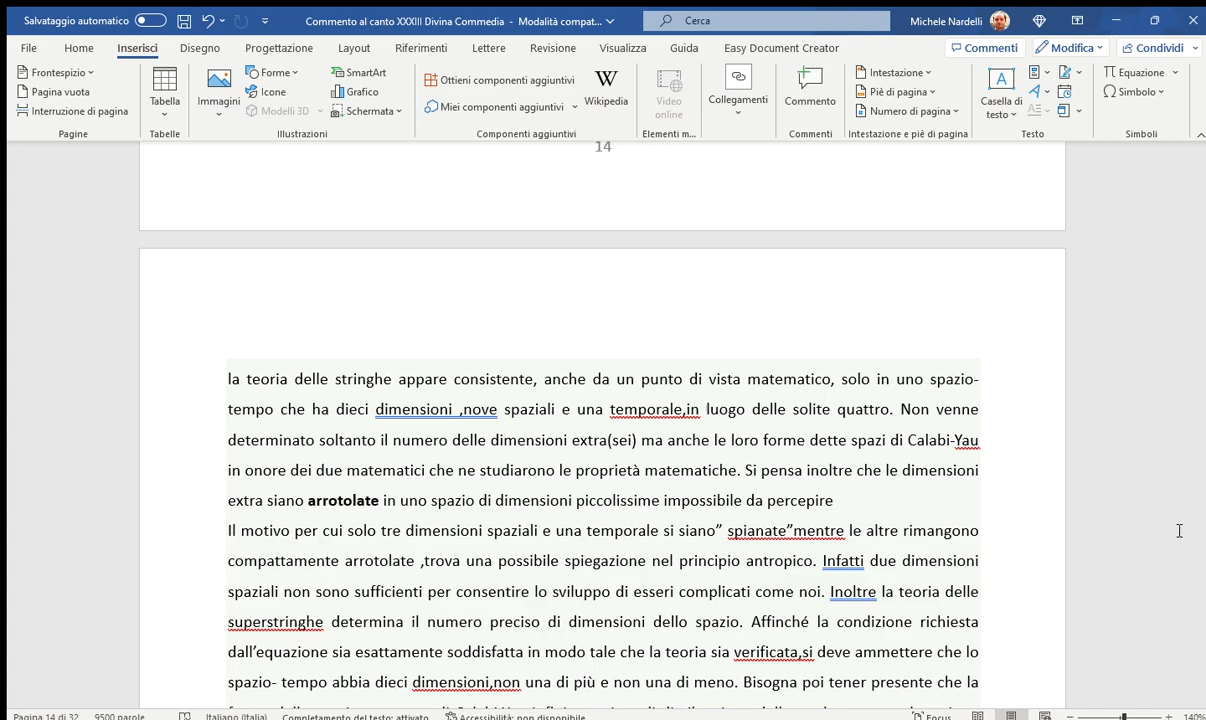 Salvataggio automatico
Commento al canto XXXIII Divina Commedia - Modalità compat...
Cerca
Michele Nardelli
File Home Inserisci Disegno Progettazione Layout Riferimenti Lettere Revisione Visualizza Guida Easy Document Creator
Commenti Modifica Condividi
Frontespizio
Pagina vuota
Interruzione di pagina
Pagine
Tabella
Tabelle
Immagini
Forme
Icone
Modelli 3D
SmartArt
Grafico
Schermata
Illustrazioni
Ottieni componenti aggiuntivi
Miei componenti aggiuntivi
W
Wikipedia
Componenti aggiuntivi
Video
online
Elementi m...
Collegamenti
Commento
Commenti
Intestazione
Piè di pagina
Numero di pagina
Intestazione e piè di pagina
Casella di
testo
Testo
Equazione
Simbolo
Simboli
14
la teoria delle stringhe appare consistente, anche da un punto di vista matematico, solo in uno spazio-
tempo che ha dieci dimensioni ,nove spaziali e una temporale,in luogo delle solite quattro. Non venne
determinato soltanto il numero delle dimensioni extra(sei) ma anche le loro forme dette spazi di Calabi-Yau
in onore dei due matematici che ne studiarono le proprietà matematiche. Si pensa inoltre che le dimensioni
extra siano arrotolate in uno spazio di dimensioni piccolissime impossibile da percepire
Il motivo per cui solo tre dimensioni spaziali e una temporale si siano” spianate”mentre le altre rimangono
compattamente arrotolate ,trova una possibile spiegazione nel principio antropico. Infatti due dimensioni
spaziali non sono sufficienti per consentire lo sviluppo di esseri complicati come noi. Inoltre la teoria delle
superstringhe determina il numero preciso di dimensioni dello spazio. Affinché la condizione richiesta
dall’equazione sia esattamente soddisfatta in modo tale che la teoria sia verificata,si deve ammettere che lo
spazio- tempo abbia dieci dimensioni,non una di più e non una di meno. Bisogna poi tener presente che la
Pagina 14 di 32 9500 parole Italiano (Italia) Completamento del testo: attivato Accessibilità: non disponibile Focus 140%